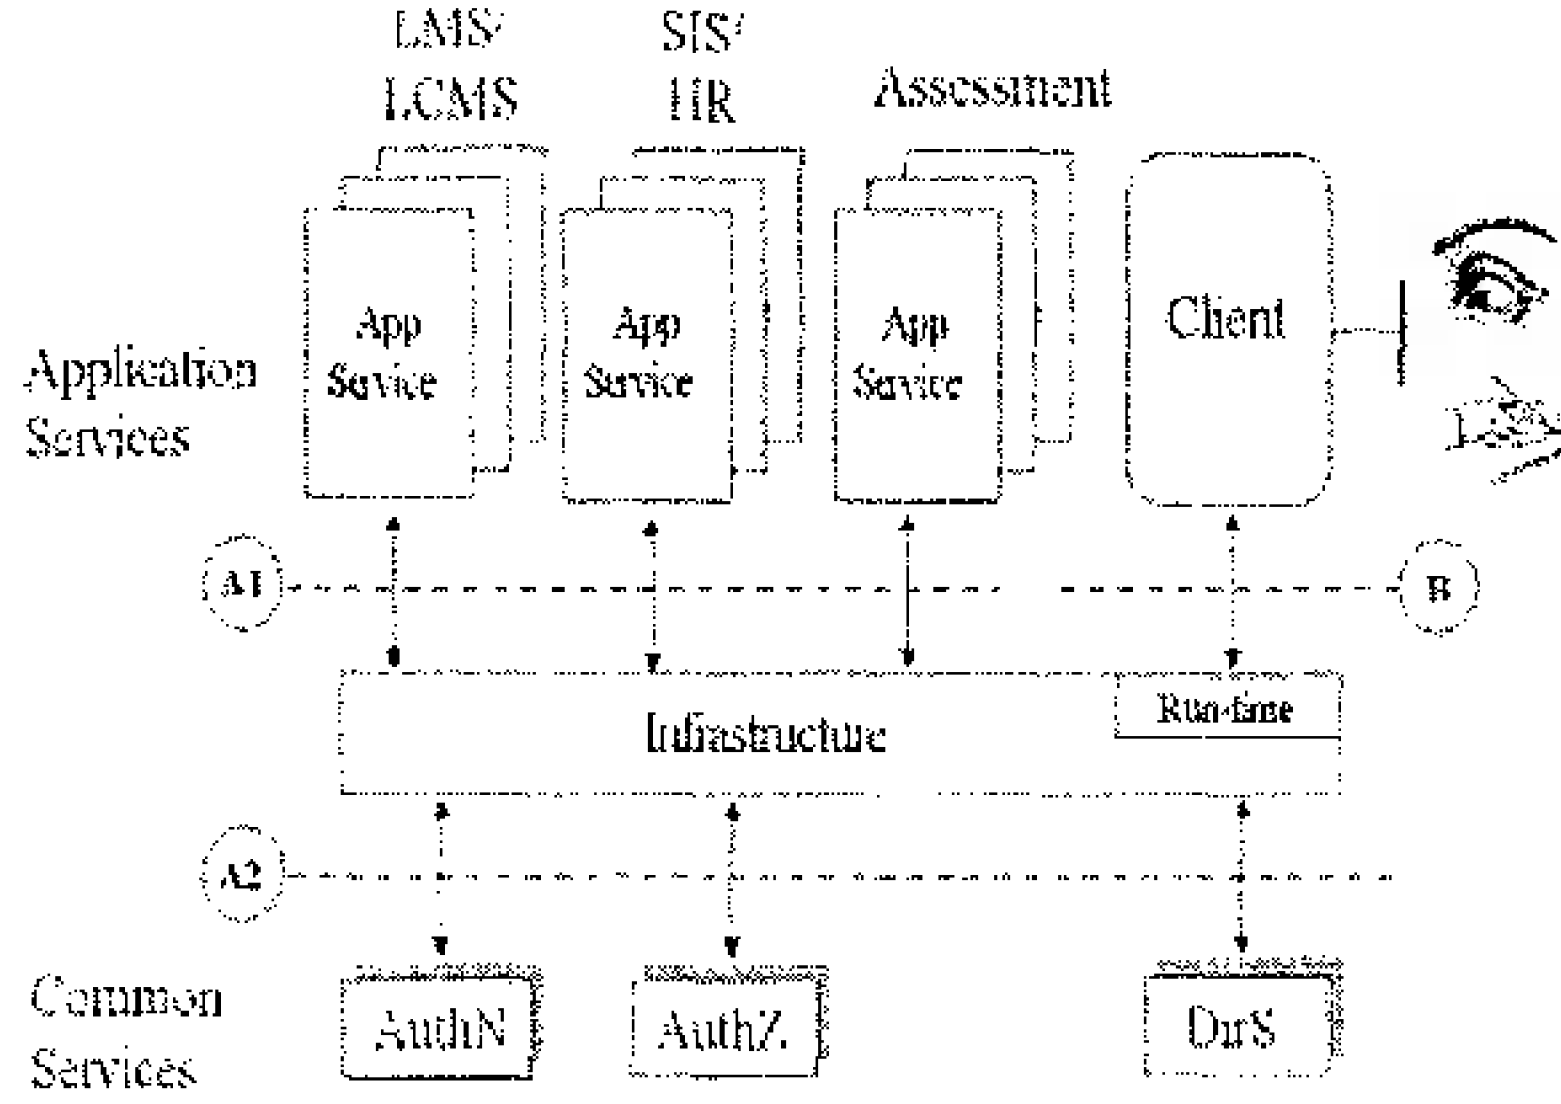 LMS/
LCMS
SIS/
HR
Assessment
Application
Services
App
Service
App
Service
App
Service
Client
A1
B
Infrastructure
Run-time
A2
Common
Services
AuthN
AuthZ
DirS